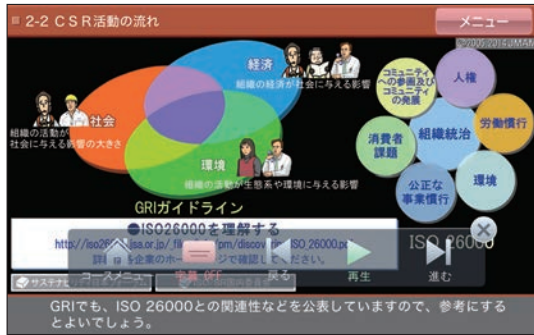 2-2 CSR活動の流れ
メニュー
©2005-2014 JMAM
経済
組織の経済が社会に与える影響
社会
組織の活動が
社会に与える影響の大きさ
環境
組織の活動が生態系や環境に与える影響
GRIガイドライン
コミュニティ
への参画及び
コミュニティ
の発展
人権
労働慣行
組織統治
消費者
課題
環境
公正な
事業慣行
ISO 26000
●ISO26000を理解する
コースメニュー
字幕 OFF
戻る
再生
進む
GRIでも、ISO 26000との関連性などを公表していますので、参考にする
とよいでしょう。